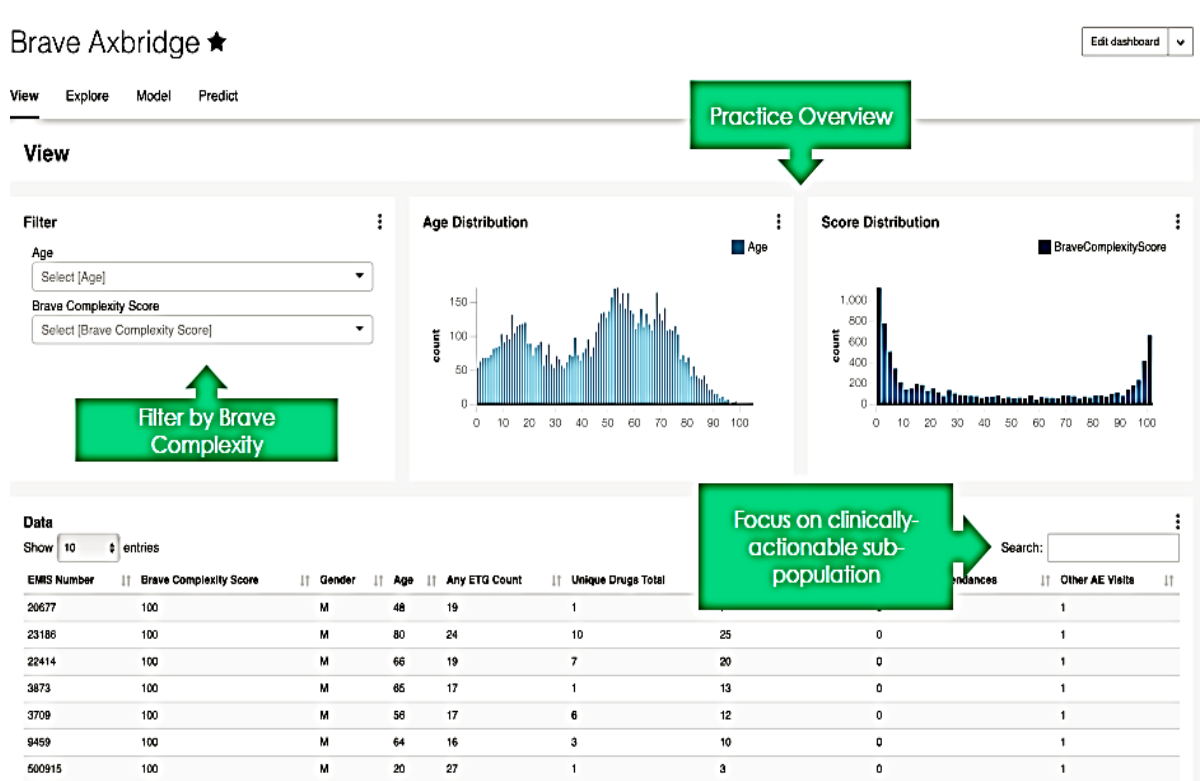 Brave Axbridge ★
Edit dashboard
View Explore Model Predict
Practice Overview
View
Filter
Age
Select [Age]
Brave Complexity Score
Select [Brave Complexity Score]
Filter by Brave
Complexity
Age Distribution
Age
count
150
100
50
0
0 10 20 30 40 50 60 70 80 90 100
Score Distribution
BraveComplexityScore
count
1,000
800
600
400
200
0
0 10 20 30 40 50 60 70 80 90 100
Focus on clinically-
actionable sub-
population
Data
Show 10 entries
Search:
EMIS Number Brave Complexity Score Gender Age Any ETG Count Unique Drugs Total Other AE Visits
20677 100 M 48 19 1 1
23186 100 M 80 24 10 25 0 1
22414 100 M 66 19 7 20 0 1
3873 100 M 65 17 1 13 0 1
3709 100 M 56 17 6 12 0 1
9459 100 M 64 16 3 10 0 1
500915 100 M 20 27 1 3 0 1